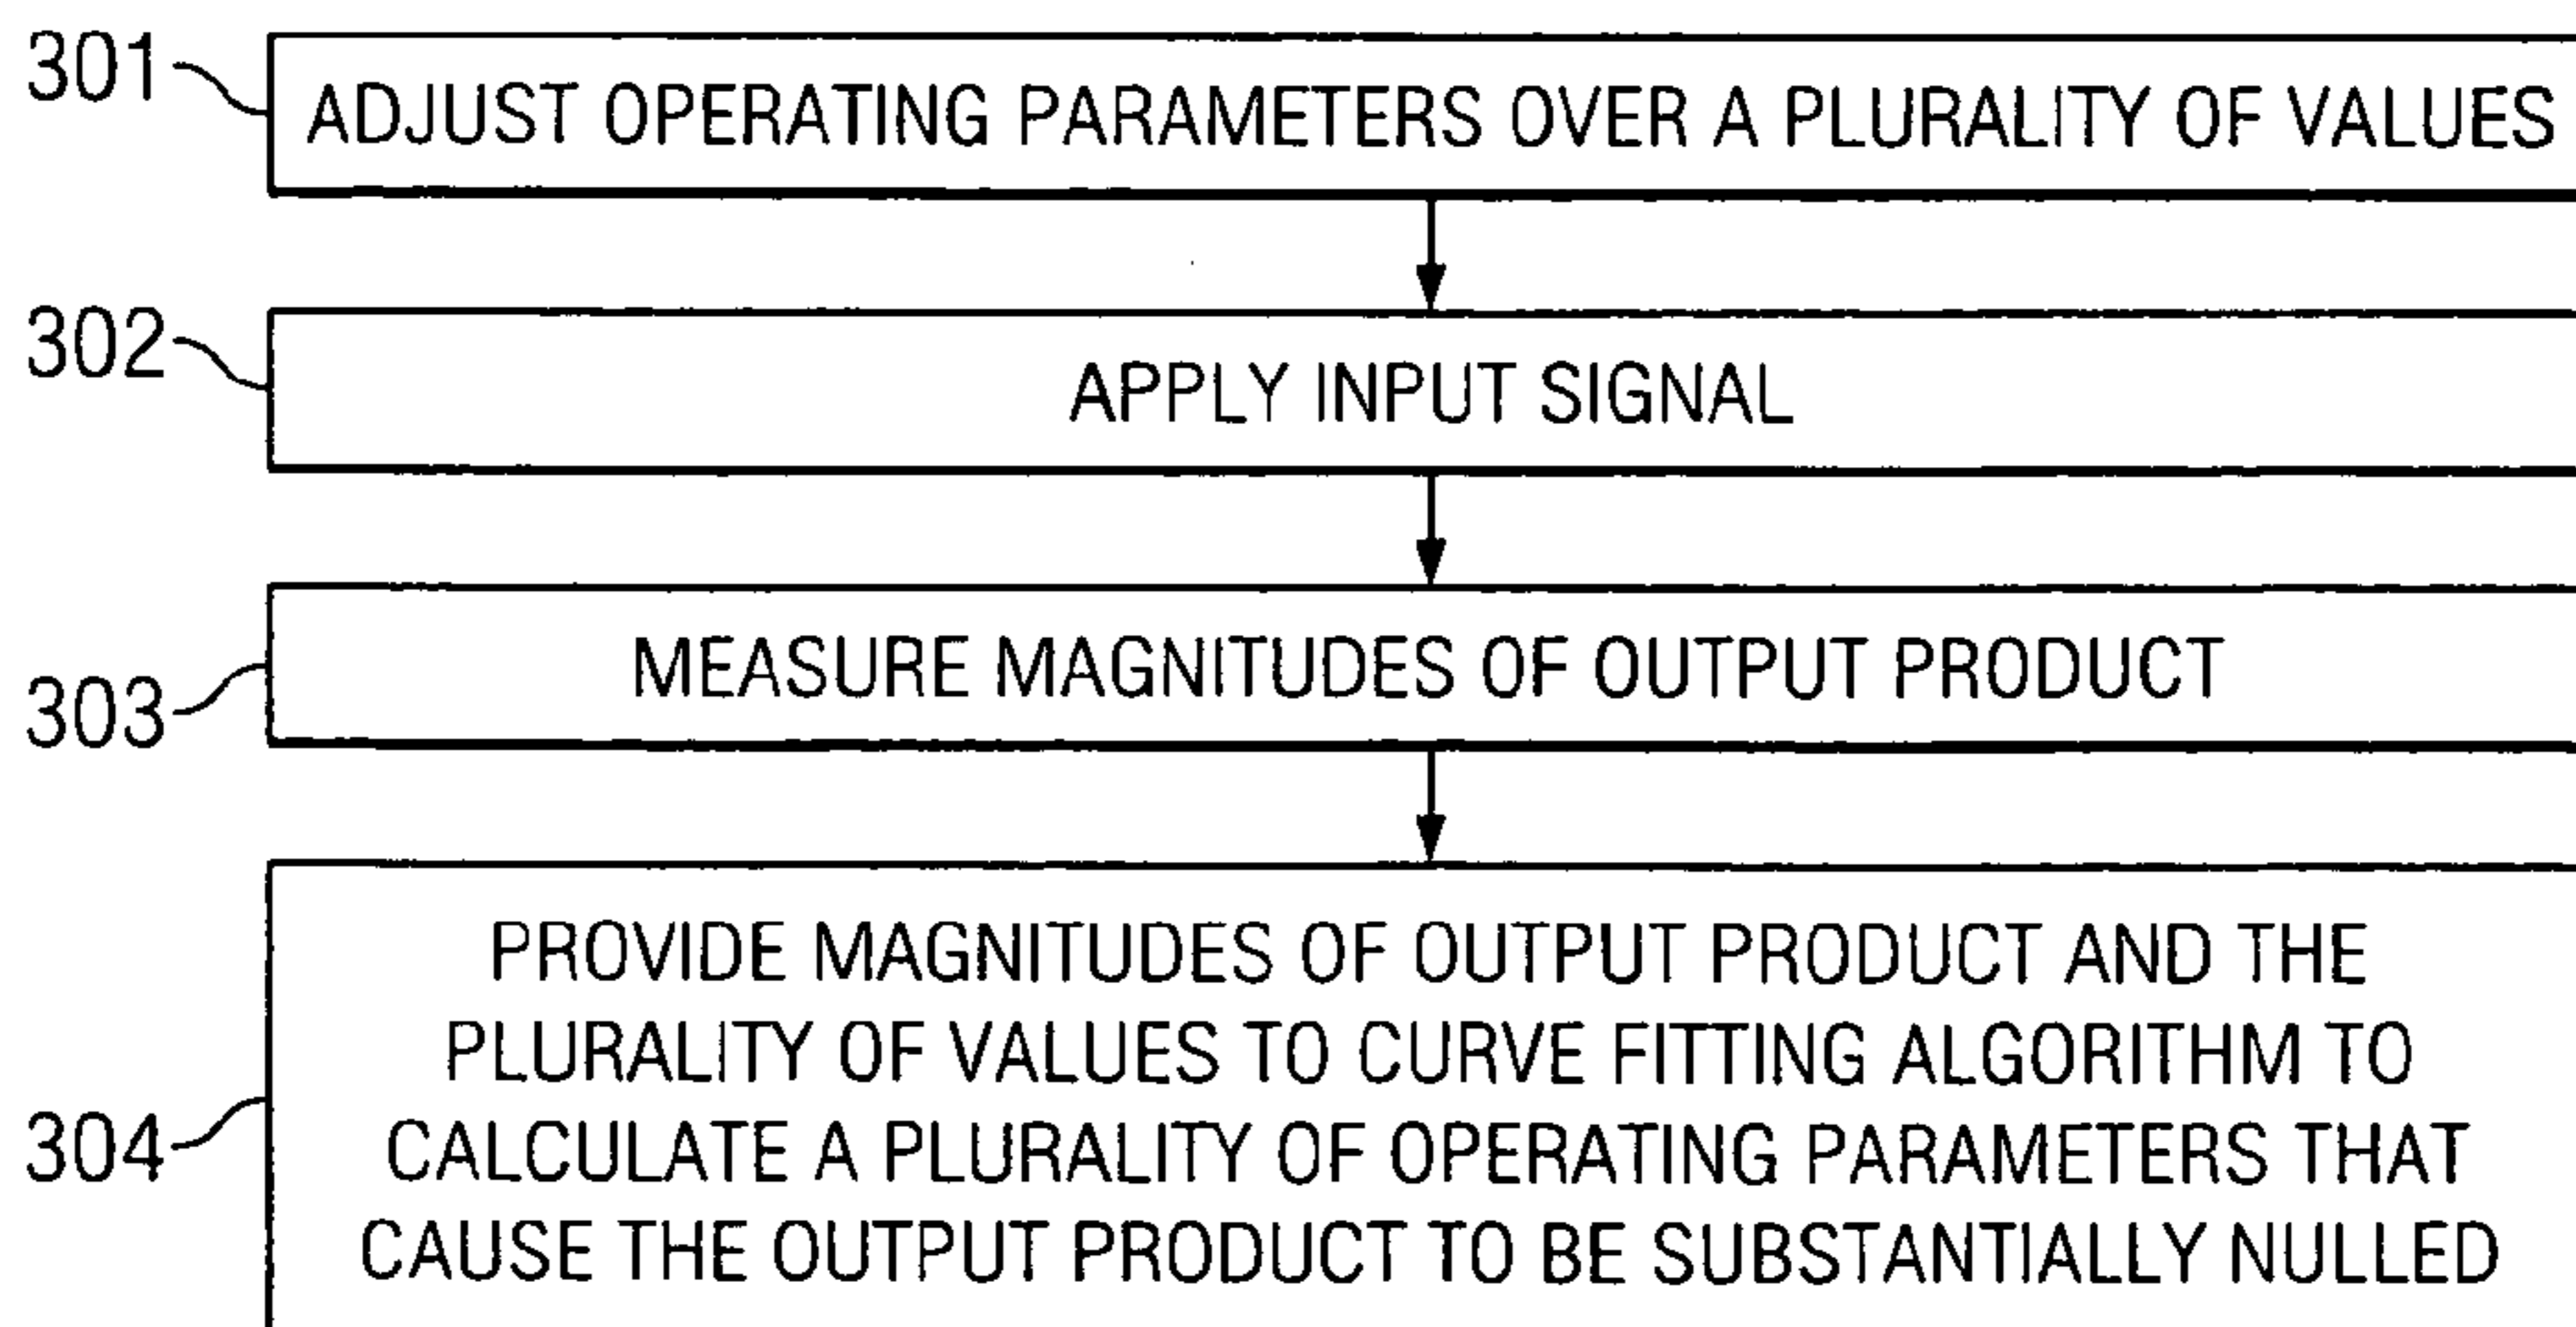 301
ADJUST OPERATING PARAMETERS OVER A PLURALITY OF VALUES
302
APPLY INPUT SIGNAL
303
MEASURE MAGNITUDES OF OUTPUT PRODUCT
304
PROVIDE MAGNITUDES OF OUTPUT PRODUCT AND THE
PLURALITY OF VALUES TO CURVE FITTING ALGORITHM TO
CALCULATE A PLURALITY OF OPERATING PARAMETERS THAT
CAUSE THE OUTPUT PRODUCT TO BE SUBSTANTIALLY NULLED